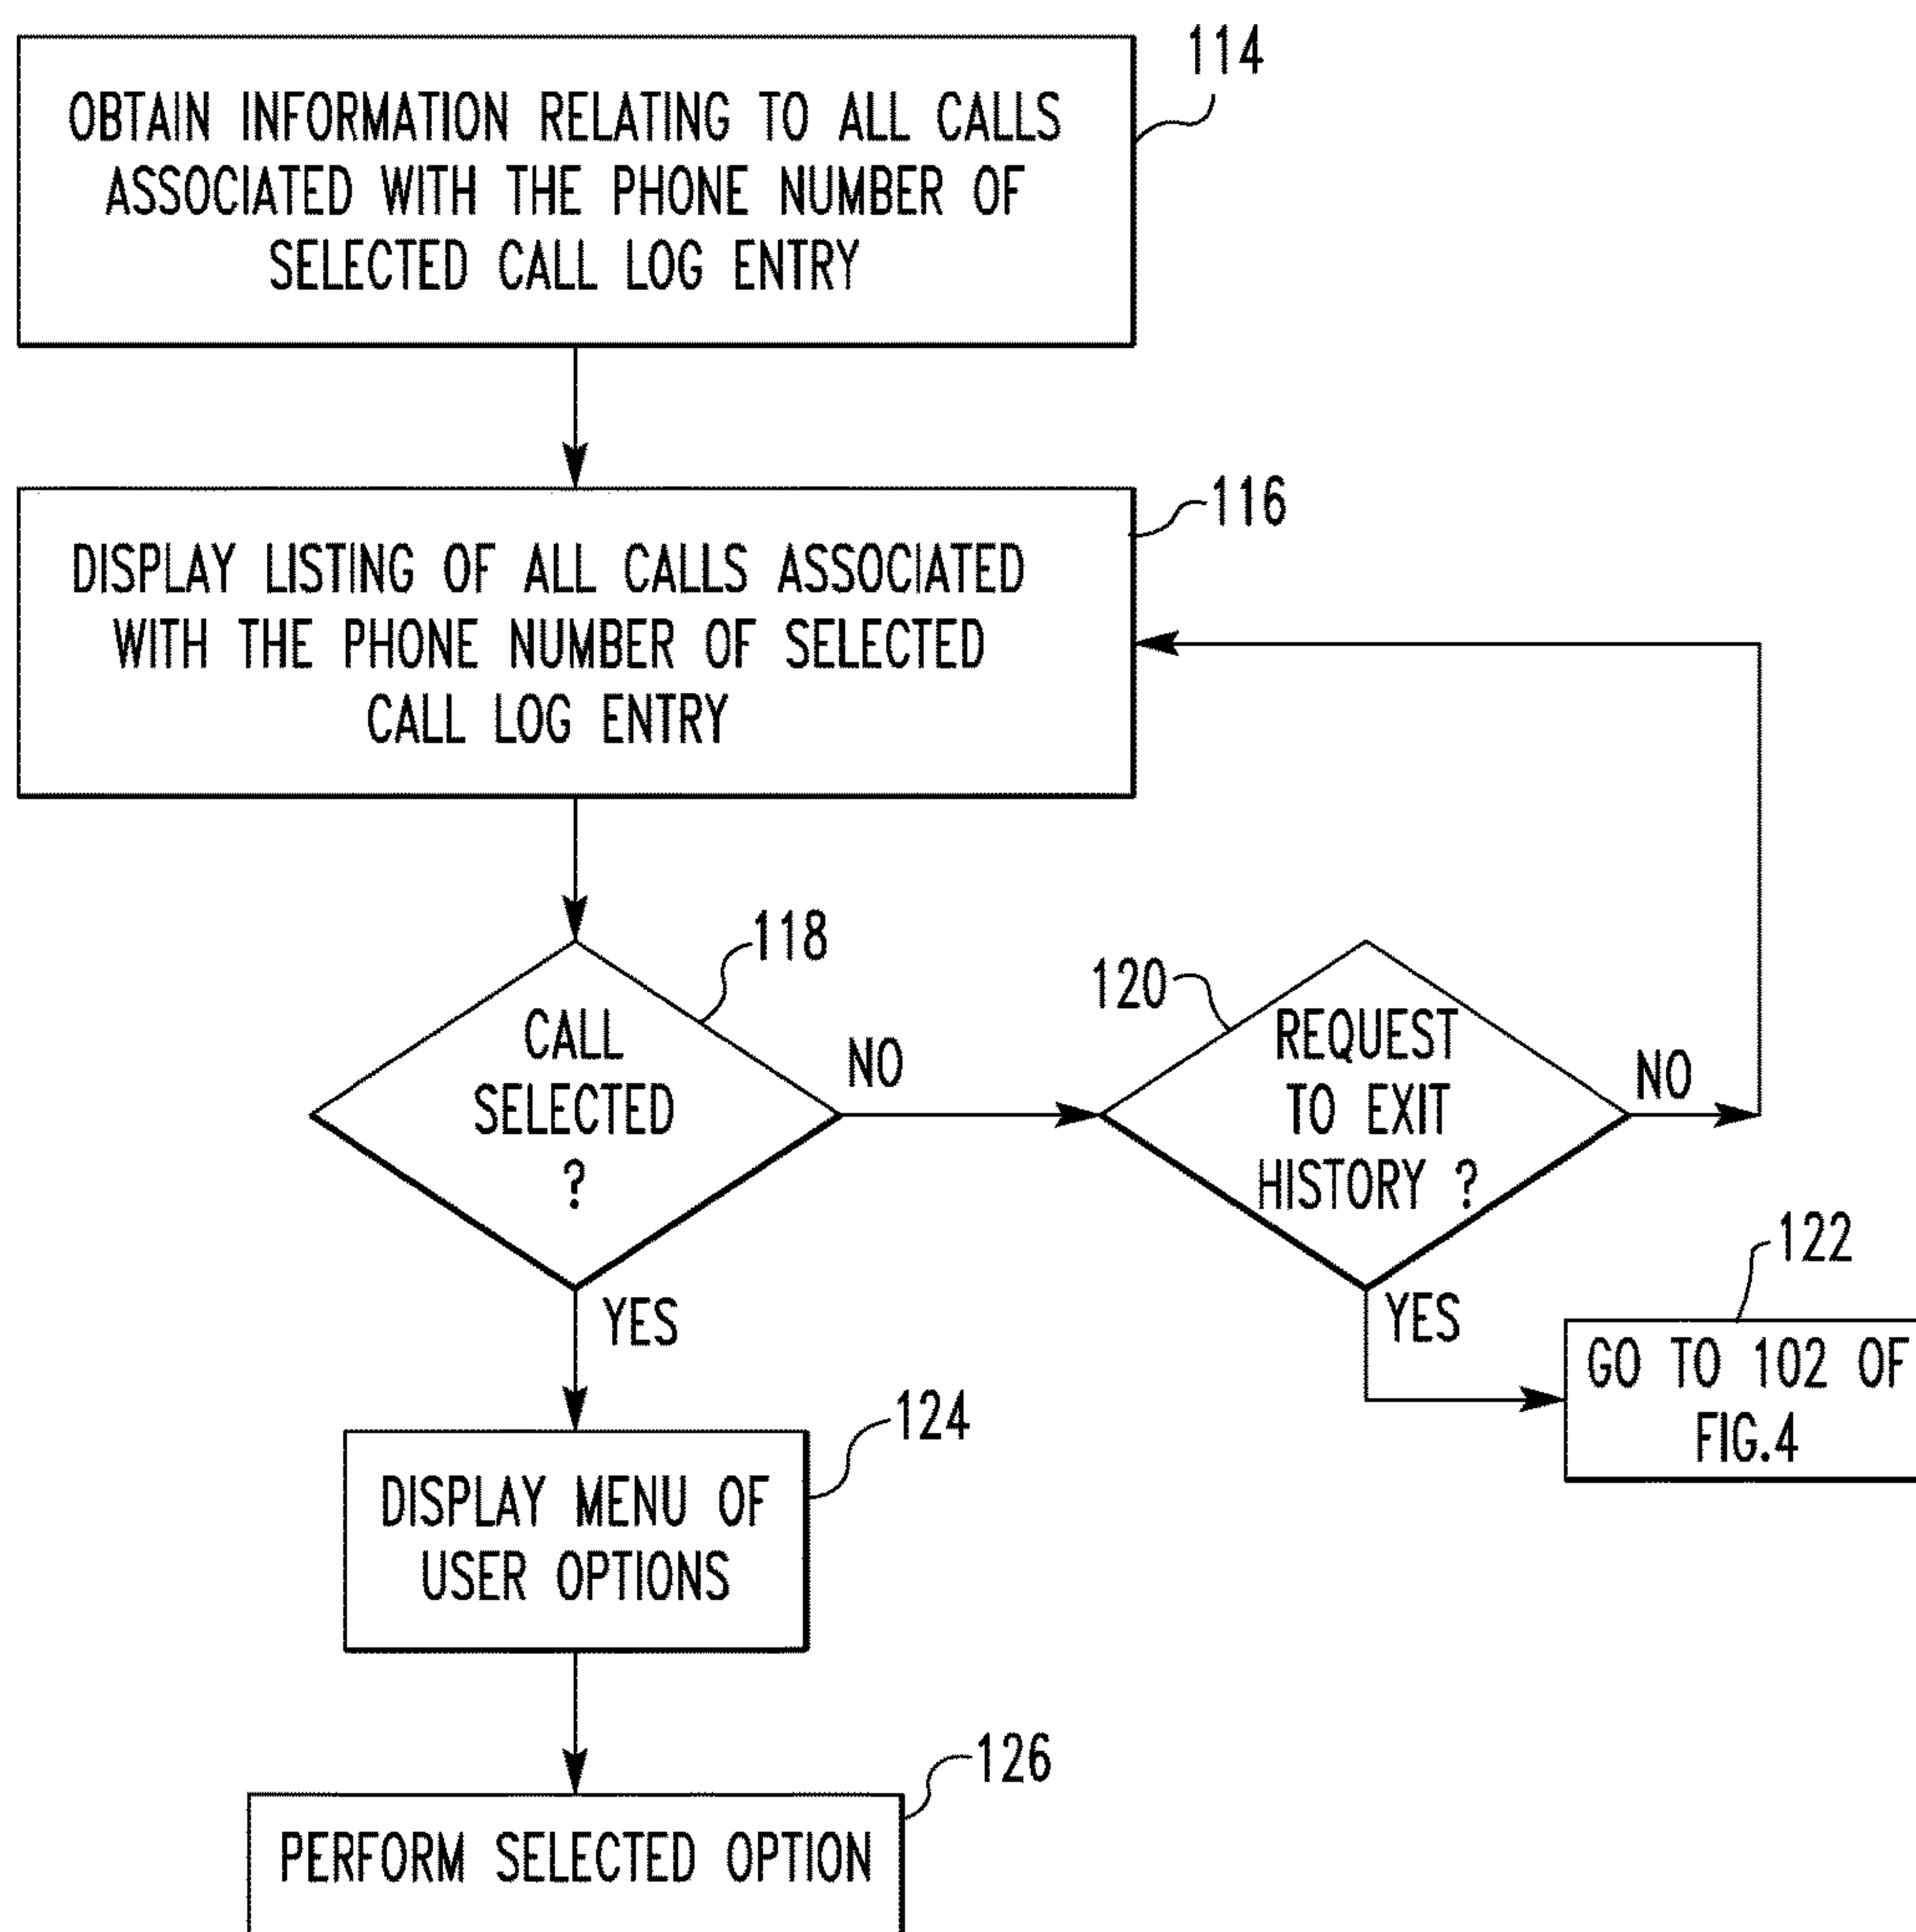 114
OBTAIN INFORMATION RELATING TO ALL CALLS
ASSOCIATED WITH THE PHONE NUMBER OF
SELECTED CALL LOG ENTRY
116
DISPLAY LISTING OF ALL CALLS ASSOCIATED
WITH THE PHONE NUMBER OF SELECTED
CALL LOG ENTRY
118
CALL
SELECTED
?
NO
120
REQUEST
TO EXIT
HISTORY ?
NO
YES
122
GO TO 102 OF
FIG.4
YES
124
DISPLAY MENU OF
USER OPTIONS
126
PERFORM SELECTED OPTION